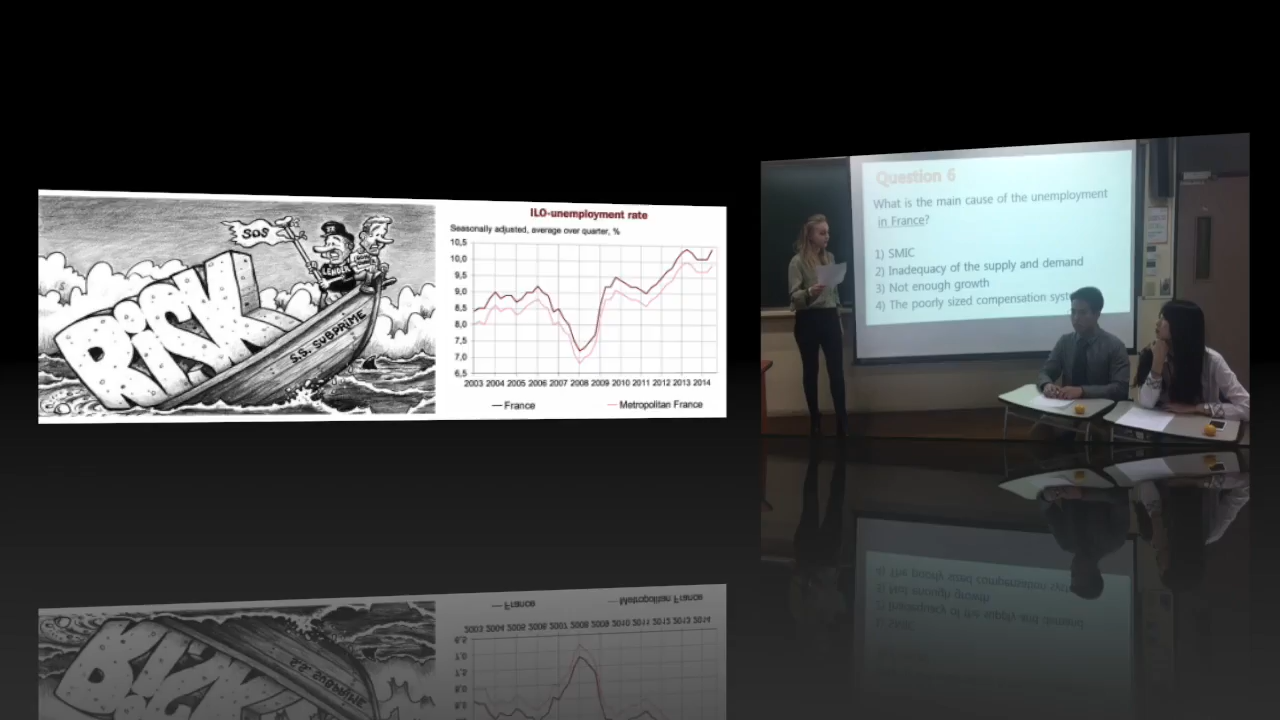 SOS
LENDER
RISK
S.S. SUBPRIME
ILO-unemployment rate
Seasonally adjusted, average over quarter, %
10,5
10,0
9,5
9,0
8,5
8,0
7,5
7,0
6,5
2003 2004 2005 2006 2007 2008 2009 2010 2011 2012 2013 2014
France
Metropolitan France
Question 6
What is the main cause of the unemployment
in France?
1) SMIC
2) Inadequacy of the supply and demand
3) Not enough growth
4) The poorly sized compensation syst